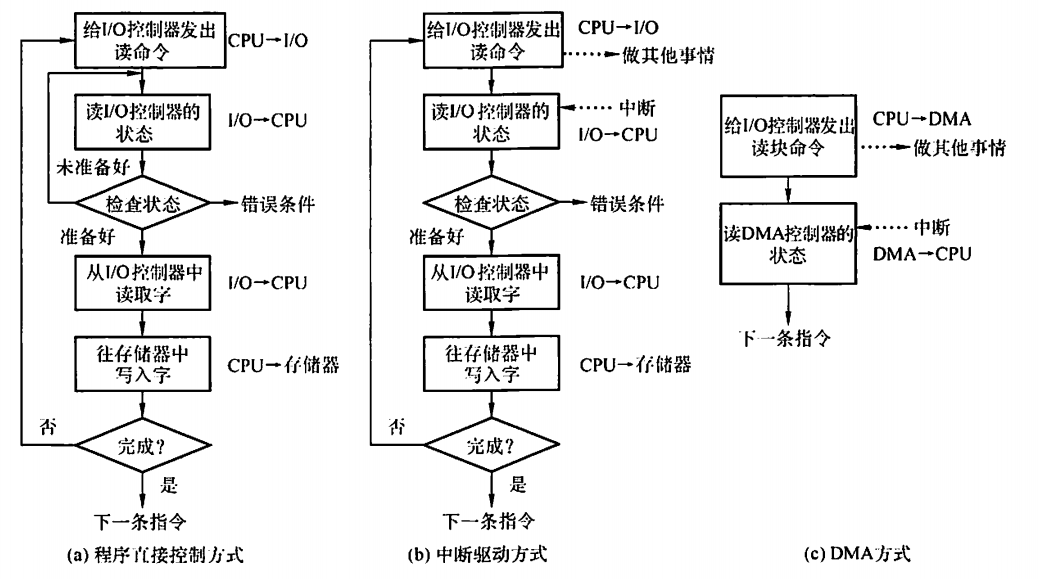 给I/O控制器发出
读命令
CPU→I/O
读I/O控制器的
状态
I/O→CPU
未准备好
检查状态
错误条件
准备好
从I/O控制器中
读取字
I/O→CPU
往存储器中
写入字
CPU→存储器
否
完成?
是
下一条指令
(a) 程序直接控制方式
给I/O控制器发出
读命令
CPU→I/O
做其他事情
读I/O控制器的
状态
中断
I/O→CPU
检查状态
错误条件
准备好
从I/O控制器中
读取字
I/O→CPU
往存储器中
写入字
CPU→存储器
否
完成?
是
下一条指令
(b) 中断驱动方式
给I/O控制器发出
读块命令
CPU→DMA
做其他事情
读DMA控制器的
状态
中断
DMA→CPU
下一条指令
(c) DMA方式